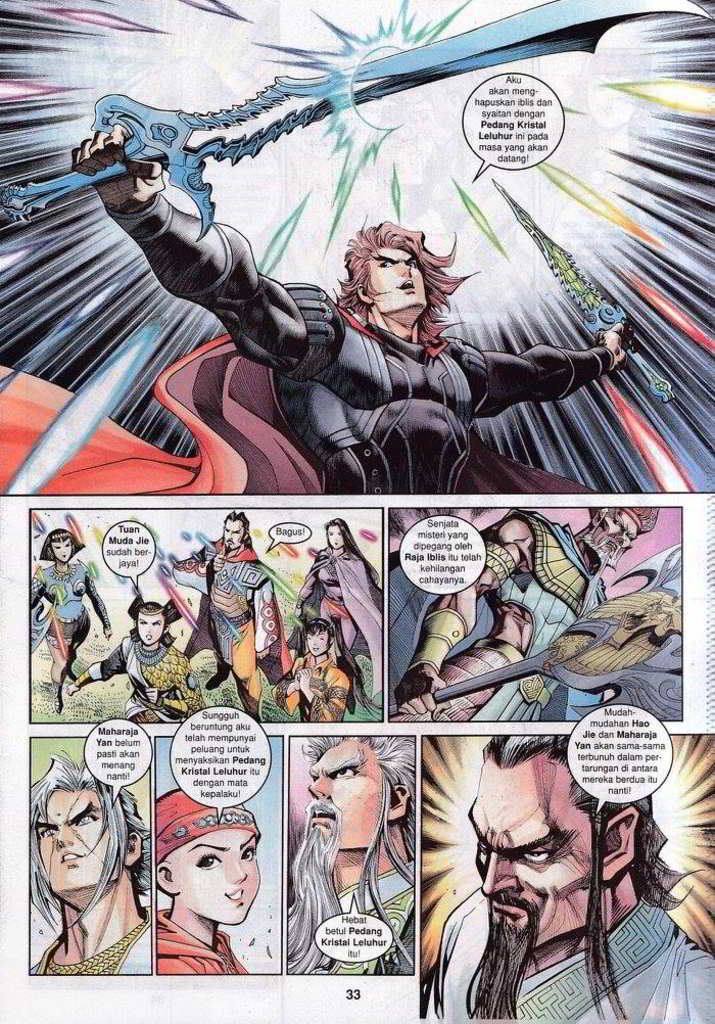 Aku
akan meng-
hapuskan iblis dan
syaitan dengan
Pedang Kristal
Leluhur ini pada
masa yang akan
datang!
Tuan
Muda Jie
sudah ber-
jaya!
Bagus!
Senjata
misteri yang
dipegang oleh
Raja Iblis itu telah
kehilangan
cahayanya.
Maharaja
Yan belum
pasti akan
menang
nanti!
Sungguh
beruntung aku
telah mempunyai
peluang untuk
menyaksikan Pedang
Kristal Leluhur itu
dengan mata
kepalaku!
Hebat
betul Pedang
Kristal Leluhur
itu!
Mudah-
mudahan Hao
Jie dan Maharaja
Yan akan sama-sama
terbunuh dalam per-
tarungan di antara
mereka berdua itu
nanti!
33